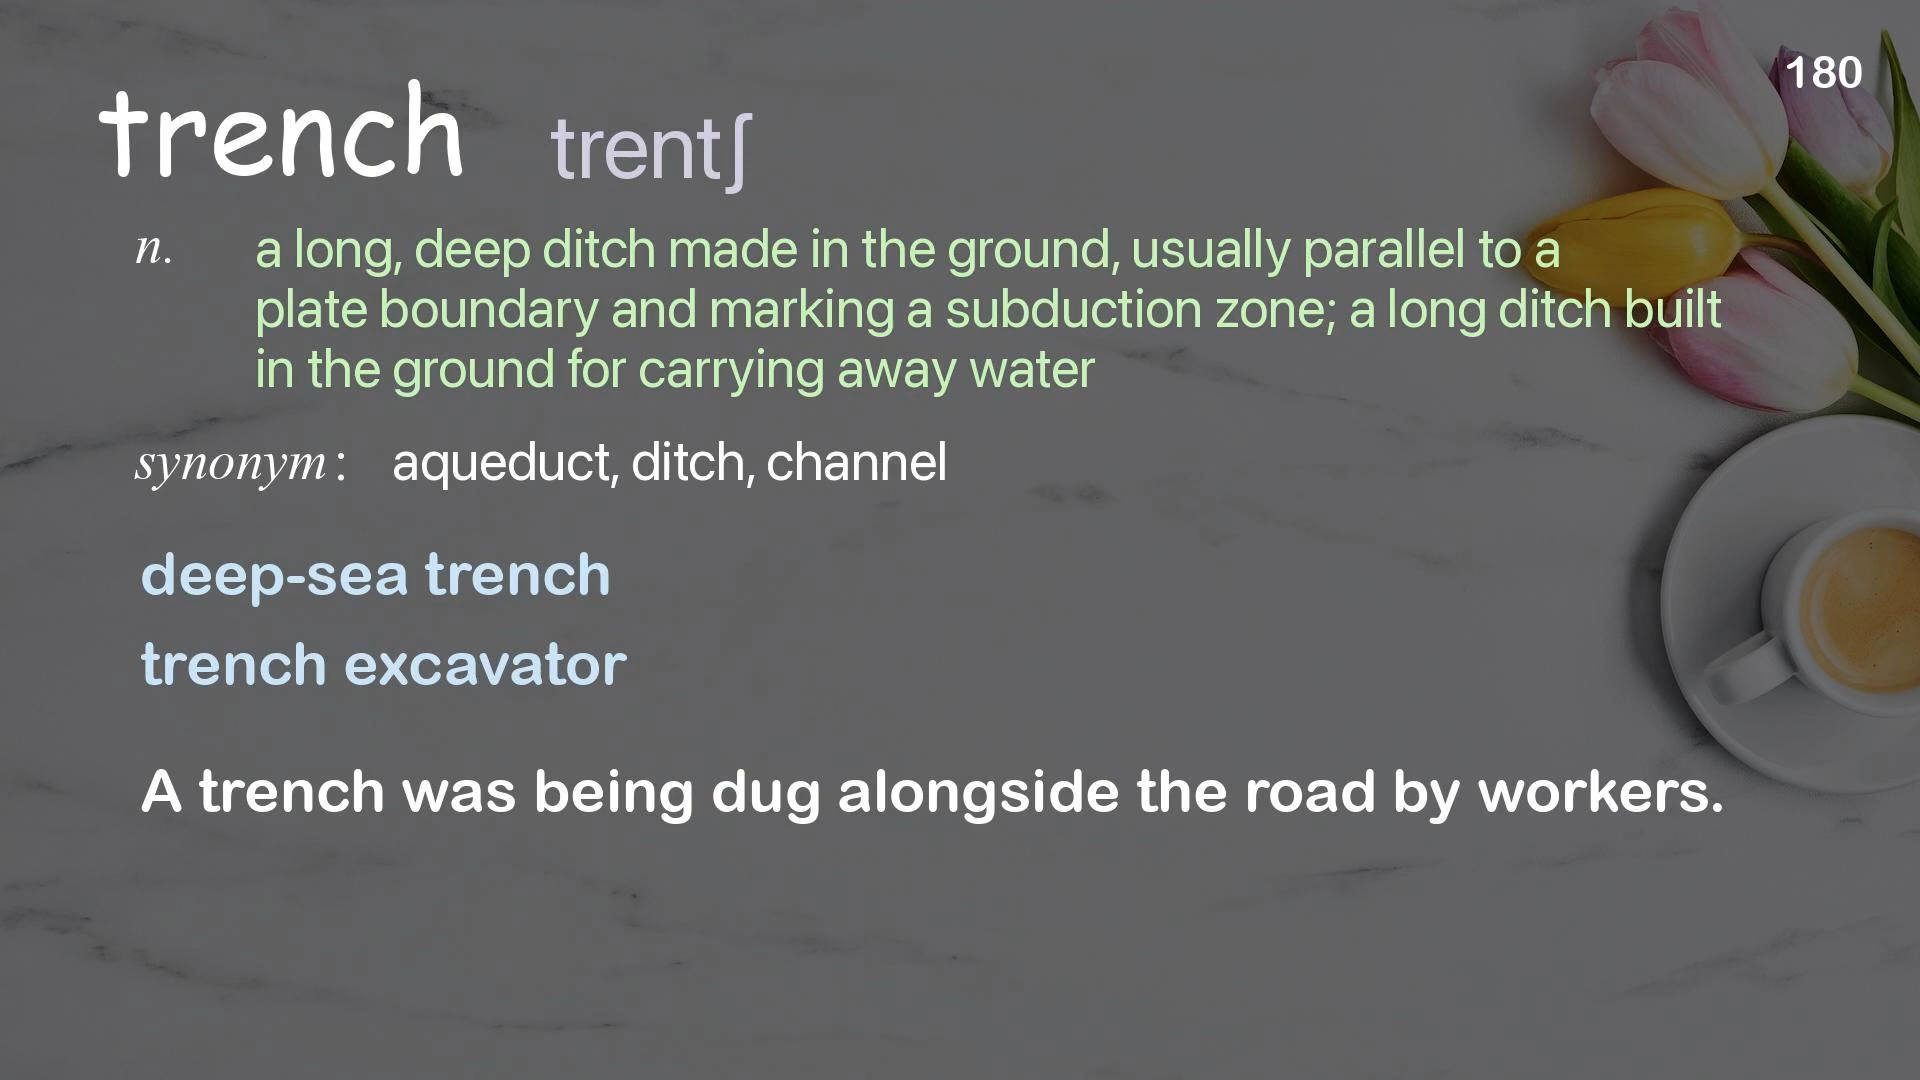 180
trench trentʃ
n. a long, deep ditch made in the ground, usually parallel to a
plate boundary and marking a subduction zone; a long ditch built
in the ground for carrying away water
synonym: aqueduct, ditch, channel
deep-sea trench
trench excavator
A trench was being dug alongside the road by workers.